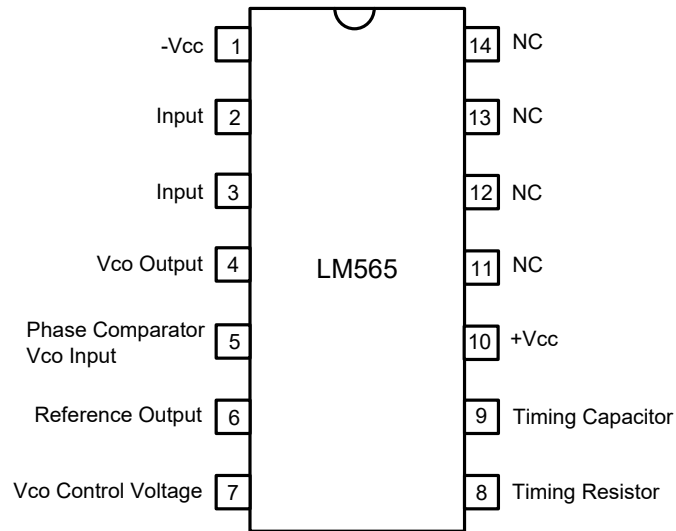 -Vcc 1 14 NC
Input 2 13 NC
Input 3 12 NC
Vco Output 4 LM565 11 NC
Phase Comparator
Vco Input 5 10 +Vcc
Reference Output 6 9 Timing Capacitor
Vco Control Voltage 7 8 Timing Resistor